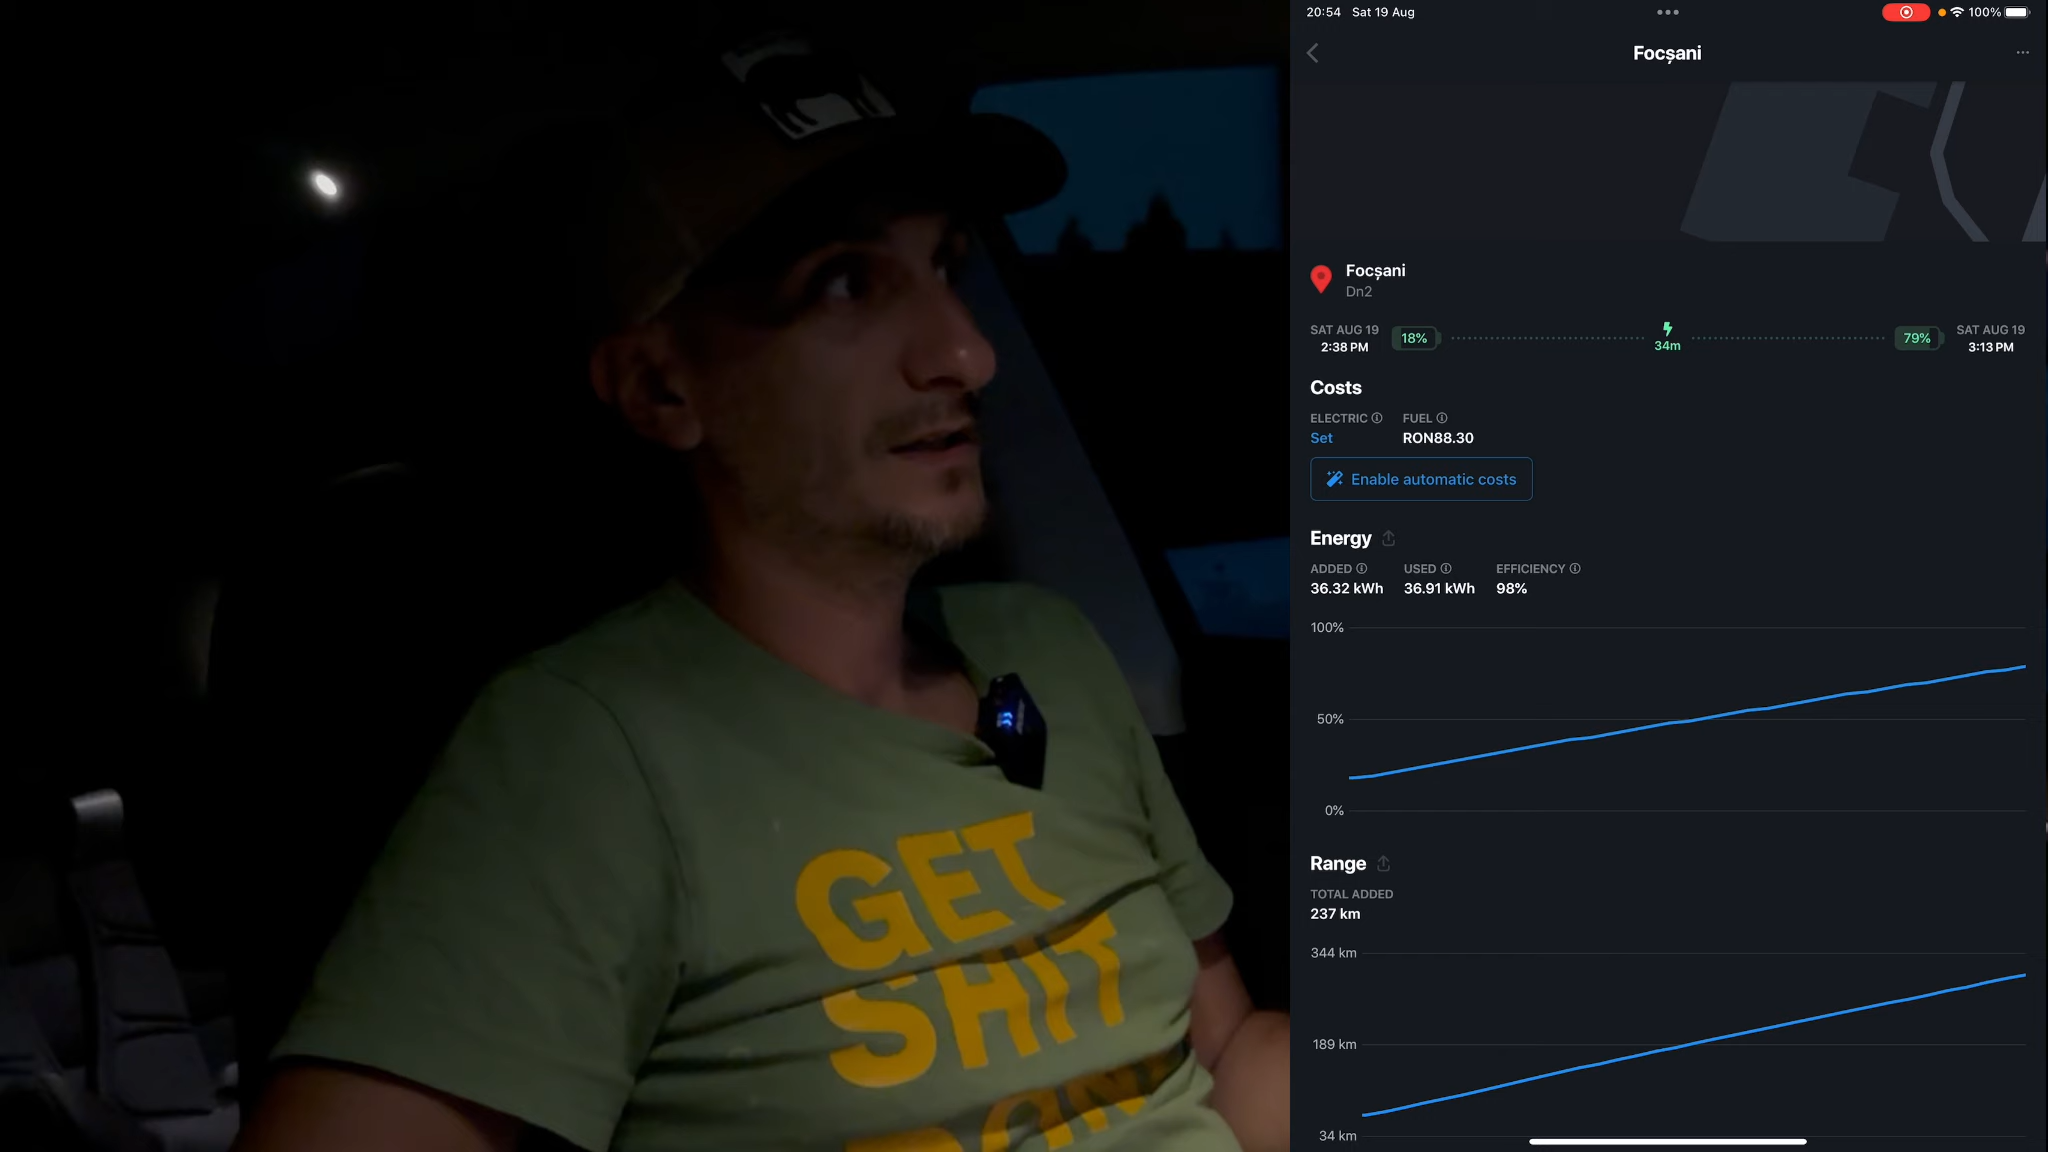 GET
SHIT
DONE
20:54 Sat 19 Aug
100%
Focșani
Focșani
Dn2
SAT AUG 19
2:38 PM
18%
34m
79%
SAT AUG 19
3:13 PM
Costs
ELECTRIC
FUEL
Set
RON88.30
Enable automatic costs
Energy
ADDED
USED
EFFICIENCY
36.32 kWh
36.91 kWh
98%
100%
50%
0%
Range
TOTAL ADDED
237 km
344 km
189 km
34 km